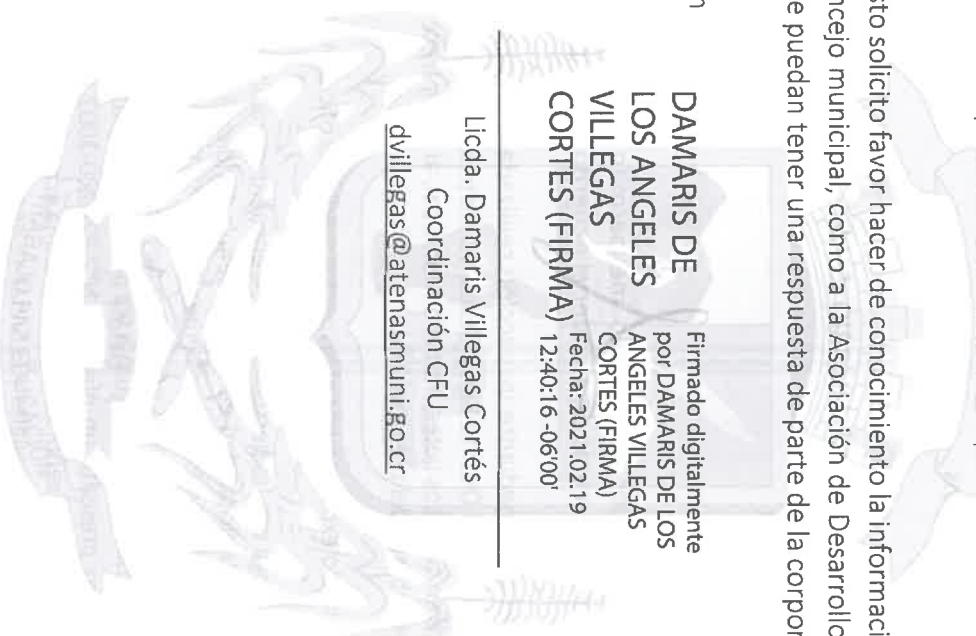 sto solicito favor hacer de conocimiento la informaci
ncejo municipal, como a la Asociación de Desarrollo
e puedan tener una respuesta de parte de la corpor
n
DAMARIS DE
LOS ANGELES
VILLEGAS
CORTES (FIRMA)
Firmado digitalmente
por DAMARIS DE LOS
ANGELES VILLEGAS
CORTES (FIRMA)
Fecha: 2021.02.19
12:40:16 -06'00'
Licda. Damaris Villegas Cortés
Coordinación CFU
dvillegas@atenasmuni.go.cr